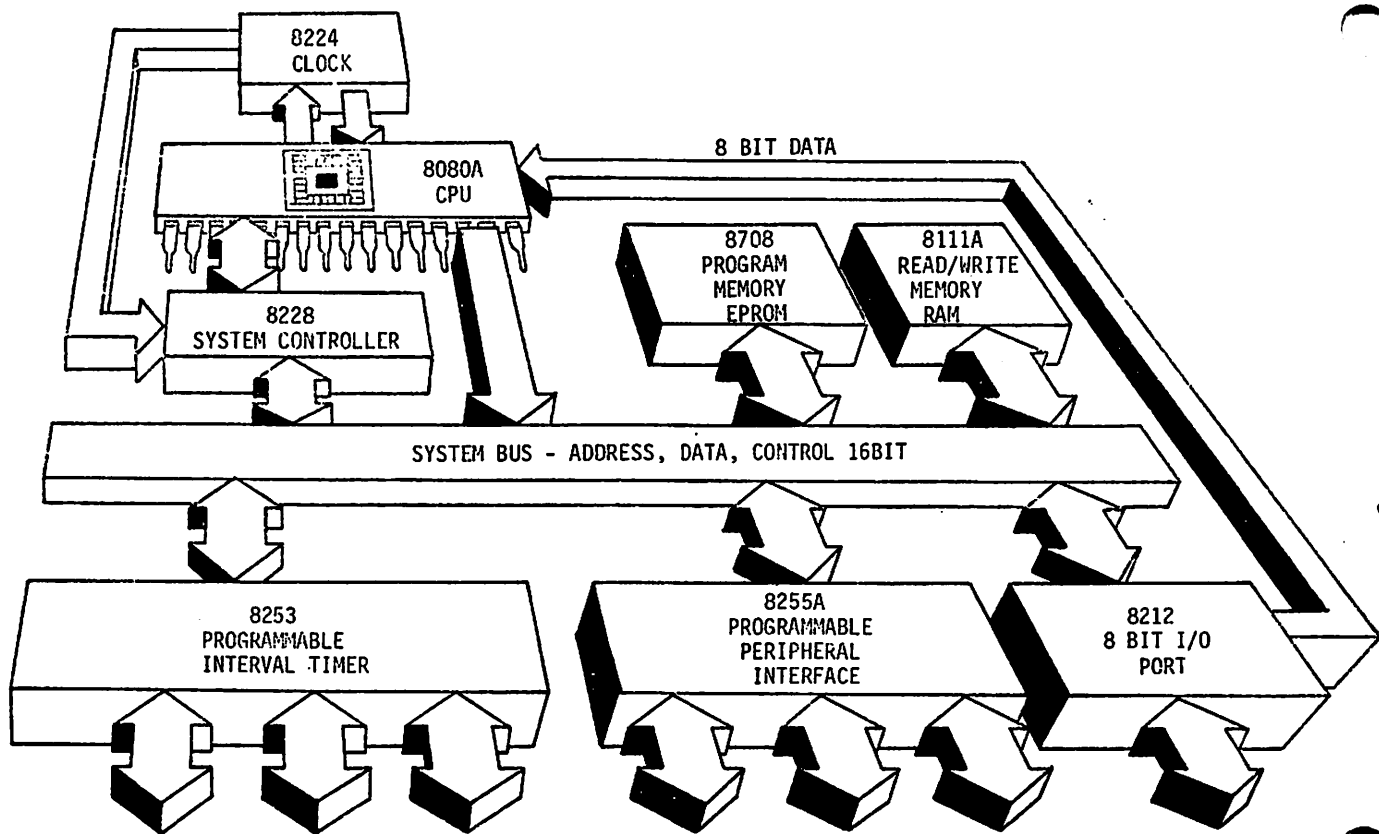 8224
CLOCK
8080A
CPU
8 BIT DATA
8708
PROGRAM
MEMORY
EPROM
8111A
READ/WRITE
MEMORY
RAM
8228
SYSTEM CONTROLLER
SYSTEM BUS - ADDRESS, DATA, CONTROL 16BIT
8253
PROGRAMMABLE
INTERVAL TIMER
8255A
PROGRAMMABLE
PERIPHERAL
INTERFACE
8212
8 BIT I/O
PORT